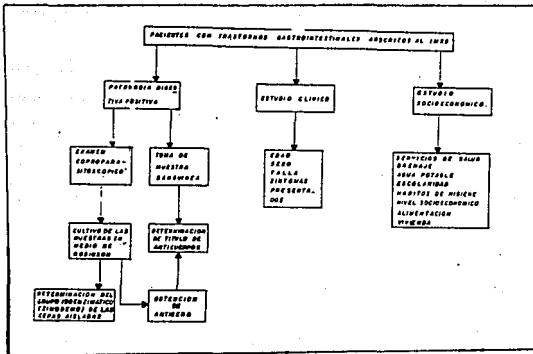 PACIENTES CON TRASTORNOS GASTROINTESTINALES ADSCRITOS AL IMSS
PATOLOGIA DIGES
TIVA POSITIVA
ESTUDIO CLINICO
ESTUDIO
SOCIOECONOMICO.
EXAMEN
COPROPARA-
SITOSCOPICO
TOMA DE
MUESTRA
SANGUINEA
EDAD
SEXO
TALLA
SINTOMAS
PRESENTA-
DOS
SERVICIOS DE SALUD
DRENAJE
AGUA POTABLE
ESCOLARIDAD
HABITOS DE HIGIENE
NIVEL SOCIOECONOMICO
ALIMENTACION
VIVIENDA
CULTIVO DE LAS
MUESTRAS EN
MEDIO DE
ROBINSON
DETERMINACION
DE TITULO DE
ANTICUERPOS
DETERMINACION DEL
GRUPO ISOENZIMATICO
(ZIMODEMO) DE LAS
CEPAS AISLADAS
OBTENCION DE
ANTIGENO